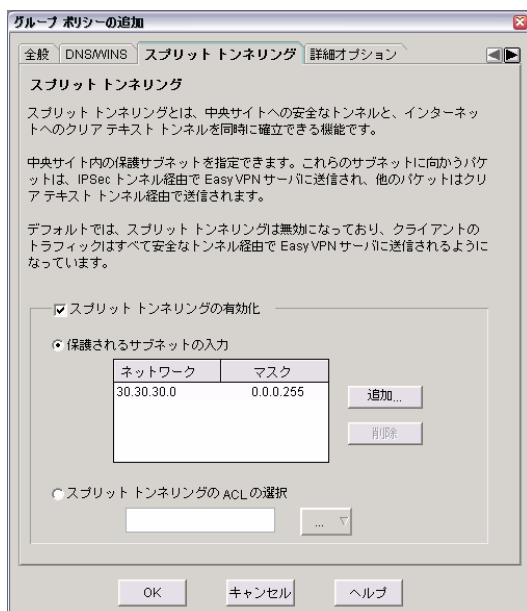 グループ ポリシーの追加
全般 DNS/WINS スプリット トンネリング 詳細オプション
スプリット トンネリング
スプリット トンネリングとは、中央サイトへの安全なトンネルと、インターネッ
トへのクリア テキスト トンネルを同時に確立できる機能です。
中央サイト内の保護サブネットを指定できます。これらのサブネットに向かうパケ
ットは、IPSec トンネル経由で Easy VPN サーバに送信され、他のパケットはクリ
ア テキスト トンネル経由で送信されます。
デフォルトでは、スプリット トンネリングは無効になっており、クライアントの
トラフィックはすべて安全なトンネル経由で Easy VPN サーバに送信されるように
なっています。
スプリット トンネリングの有効化
保護されるサブネットの入力
ネットワーク マスク
30.30.30.0 0.0.0.255
追加...
削除
スプリット トンネリングの ACL の選択
...
OK キャンセル ヘルプ